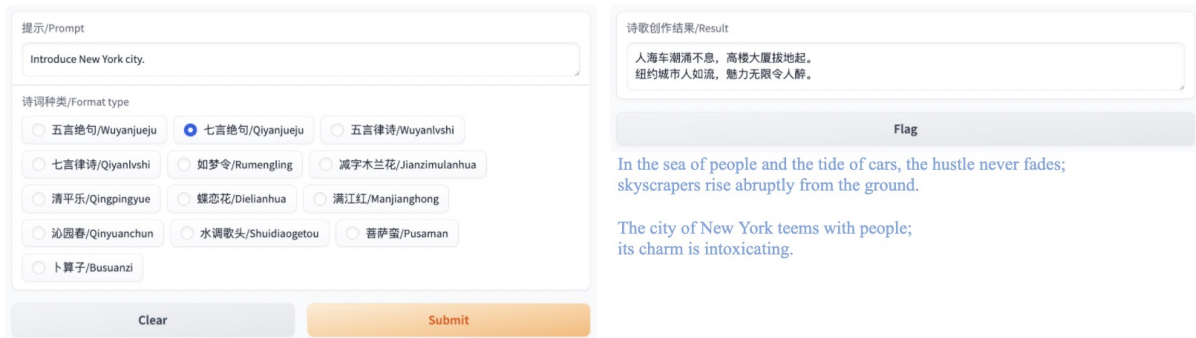 提示/Prompt
Introduce New York city.
诗词种类/Format type
五言绝句/Wuyanjueju
七言绝句/Qiyanjueju
五言律诗/Wuyanlvshi
七言律诗/Qiyanlvshi
如梦令/Rumengling
减字木兰花/Jianzimulanhua
清平乐/Qingpingyue
蝶恋花/Dielianhua
满江红/Manjianghong
沁园春/Qinyuanchun
水调歌头/Shuidiaogetou
菩萨蛮/Pusaman
卜算子/Busuanzi
Clear
Submit
诗歌创作结果/Result
人海车潮涌不息，高楼大厦拔地起。
纽约城市人如流，魅力无限令人醉。
Flag
In the sea of people and the tide of cars, the hustle never fades;
skyscrapers rise abruptly from the ground.
The city of New York teems with people;
its charm is intoxicating.